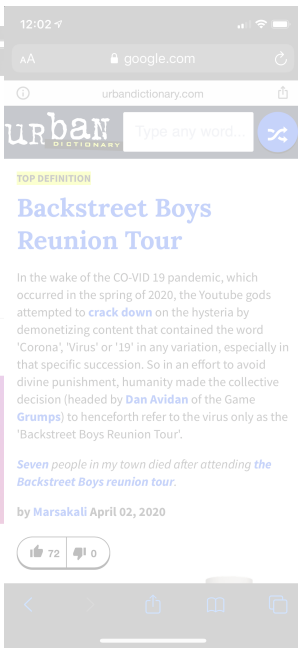 12:02
AA google.com
urbandictionary.com
urban
DICTIONARY
Type any word...
TOP DEFINITION
Backstreet Boys
Reunion Tour
In the wake of the CO-VID 19 pandemic, which
occurred in the spring of 2020, the Youtube gods
attempted to crack down on the hysteria by
demonetizing content that contained the word
'Corona', 'Virus' or '19' in any variation, especially in
that specific succession. So in an effort to avoid
divine punishment, humanity made the collective
decision (headed by Dan Avidan of the Game
Grumps) to henceforth refer to the virus only as the
'Backstreet Boys Reunion Tour'.
Seven people in my town died after attending the
Backstreet Boys reunion tour.
by Marsakali April 02, 2020
72 0